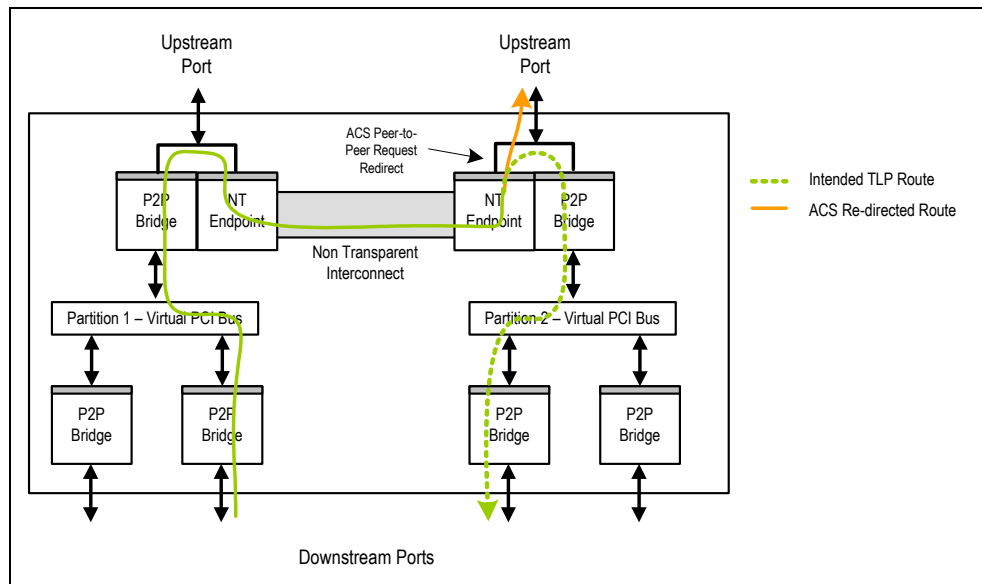 Upstream
Port
Upstream
Port
ACS Peer-to-
Peer Request
Redirect
P2P
Bridge
NT
Endpoint
NT
Endpoint
P2P
Bridge
Intended TLP Route
ACS Re-directed Route
Non Transparent
Interconnect
Partition 1 – Virtual PCI Bus
Partition 2 – Virtual PCI Bus
P2P
Bridge
P2P
Bridge
P2P
Bridge
P2P
Bridge
Downstream Ports